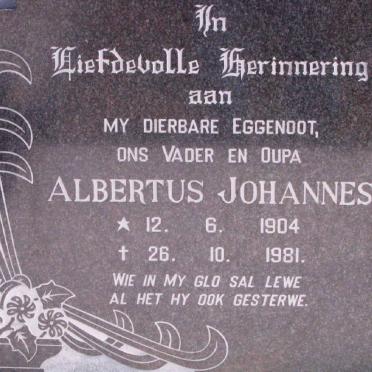 In
Liefdevolle Herinnering
aan
MY DIERBARE EGGENOOT,
ONS VADER EN OUPA
ALBERTUS JOHANNES
★ 12. 6. 1904
† 26. 10. 1981.
WIE IN MY GLO SAL LEWE
AL HET HY OOK GESTERWE.